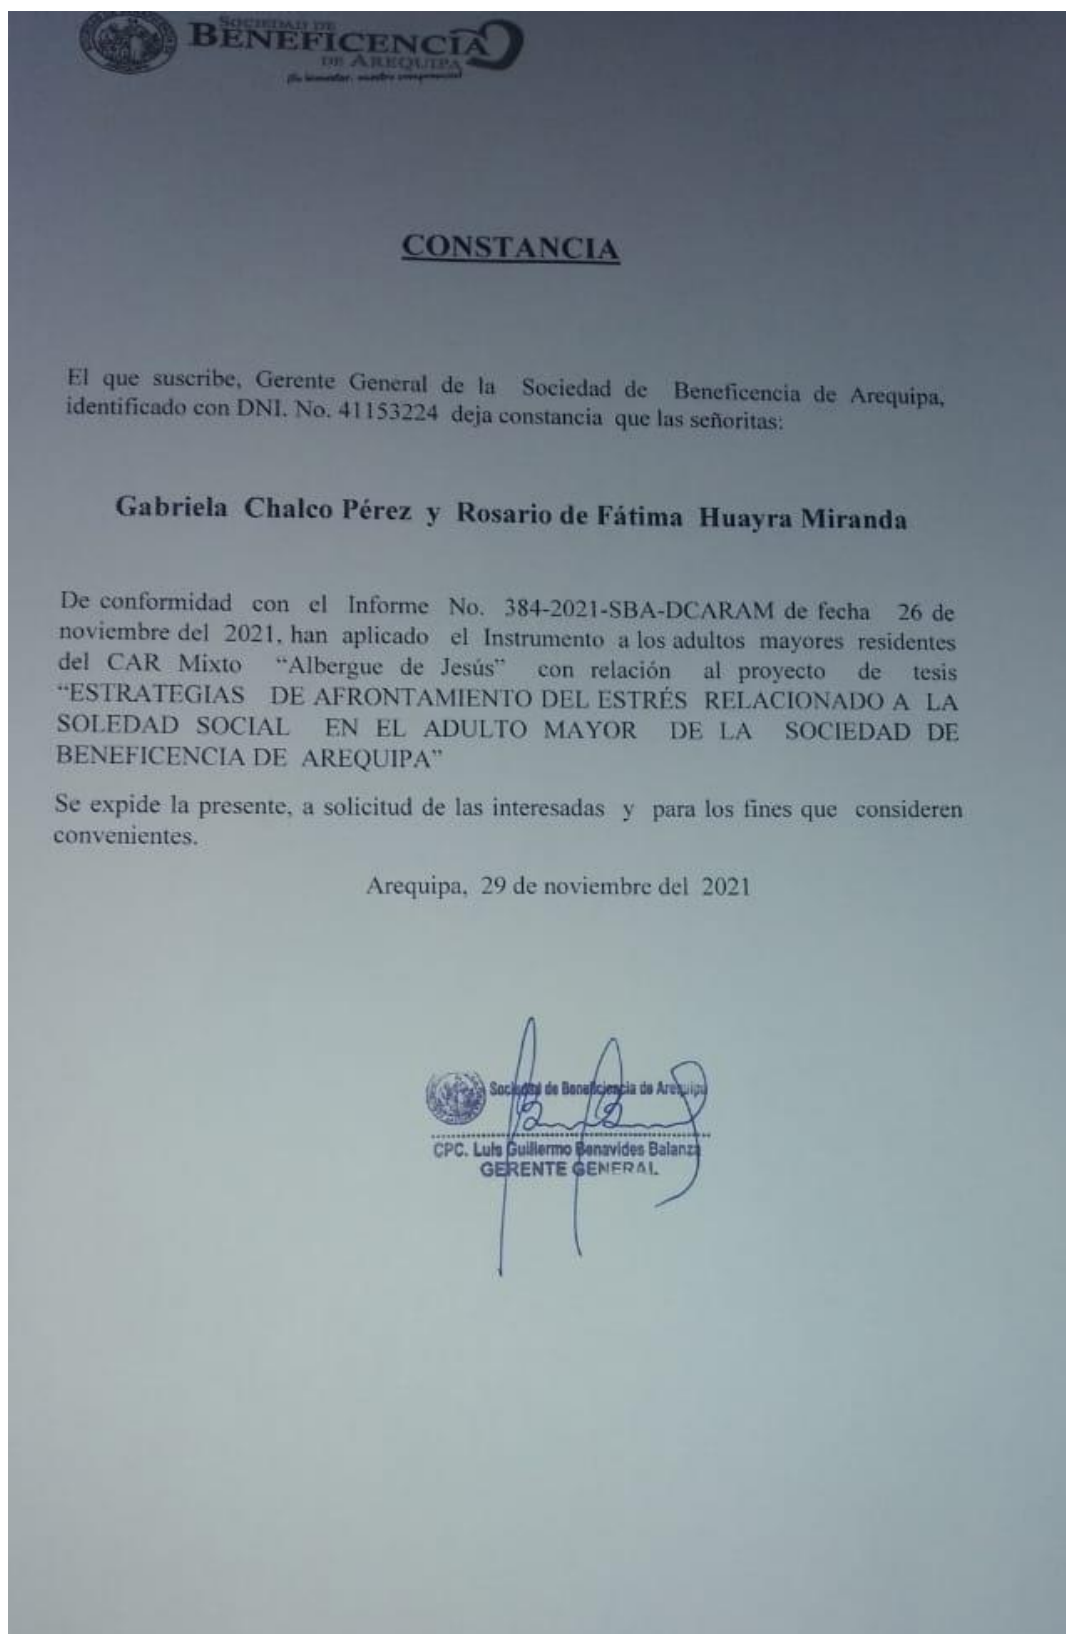 SOCIEDAD DE
BENEFICENCIA
DE AREQUIPA
CONSTANCIA
El que suscribe, Gerente General de la Sociedad de Beneficencia de Arequipa,
identificado con DNI. No. 41153224 deja constancia que las señoritas:
Gabriela Chalco Pérez y Rosario de Fátima Huayra Miranda
De conformidad con el Informe No. 384-2021-SBA-DCARAM de fecha 26 de
noviembre del 2021, han aplicado el Instrumento a los adultos mayores residentes
del CAR Mixto “Albergue de Jesús” con relación al proyecto de tesis
“ESTRATEGIAS DE AFRONTAMIENTO DEL ESTRÉS RELACIONADO A LA
SOLEDAD SOCIAL EN EL ADULTO MAYOR DE LA SOCIEDAD DE
BENEFICENCIA DE AREQUIPA”
Se expide la presente, a solicitud de las interesadas y para los fines que consideren
convenientes.
Arequipa, 29 de noviembre del 2021
Sociedad de Beneficiencia de Arequipa
CPC. Luis Guillermo Benavides Balanza
GERENTE GENERAL